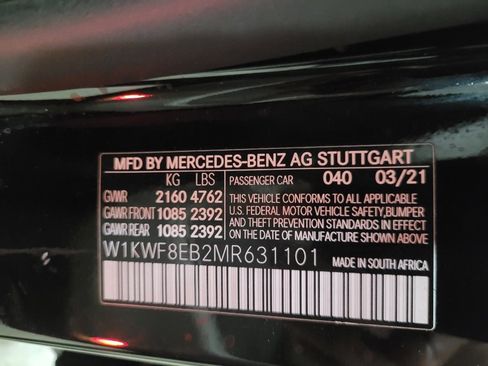 MFD BY MERCEDES-BENZ AG STUTTGART
KG LBS
PASSENGER CAR 040 03/21
GVWR 2160 4762
GAWR FRONT 1085 2392
GAWR REAR 1085 2392
THIS VEHICLE CONFORMS TO ALL APPLICABLE
U.S. FEDERAL MOTOR VEHICLE SAFETY, BUMPER
AND THEFT PREVENTION STANDARDS IN EFFECT
ON THE DATE OF MANUFACTURE SHOWN ABOVE
W1KWF8EB2MR631101
MADE IN SOUTH AFRICA